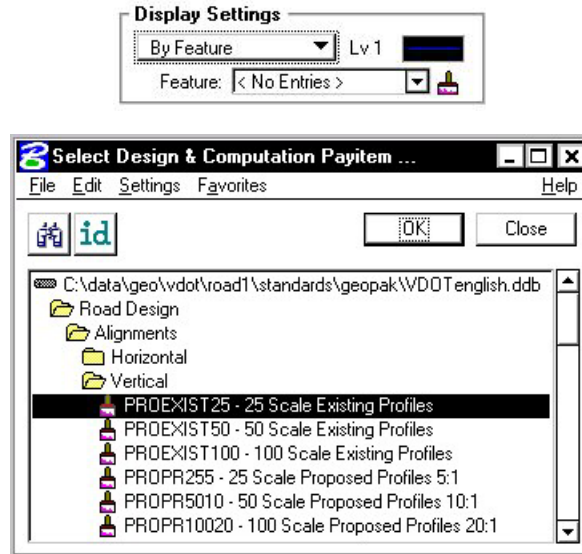 Display Settings
By Feature Lv 1
Feature: < No Entries >
Select Design & Computation Payitem ...
File Edit Settings Favorites Help
id OK Close
C:\data\geo\vdot\road1\standards\geopak\VDOTenglish.ddb
Road Design
Alignments
Horizontal
Vertical
PROEXIST25 - 25 Scale Existing Profiles
PROEXIST50 - 50 Scale Existing Profiles
PROEXIST100 - 100 Scale Existing Profiles
PROPR255 - 25 Scale Proposed Profiles 5:1
PROPR5010 - 50 Scale Proposed Profiles 10:1
PROPR10020 - 100 Scale Proposed Profiles 20:1